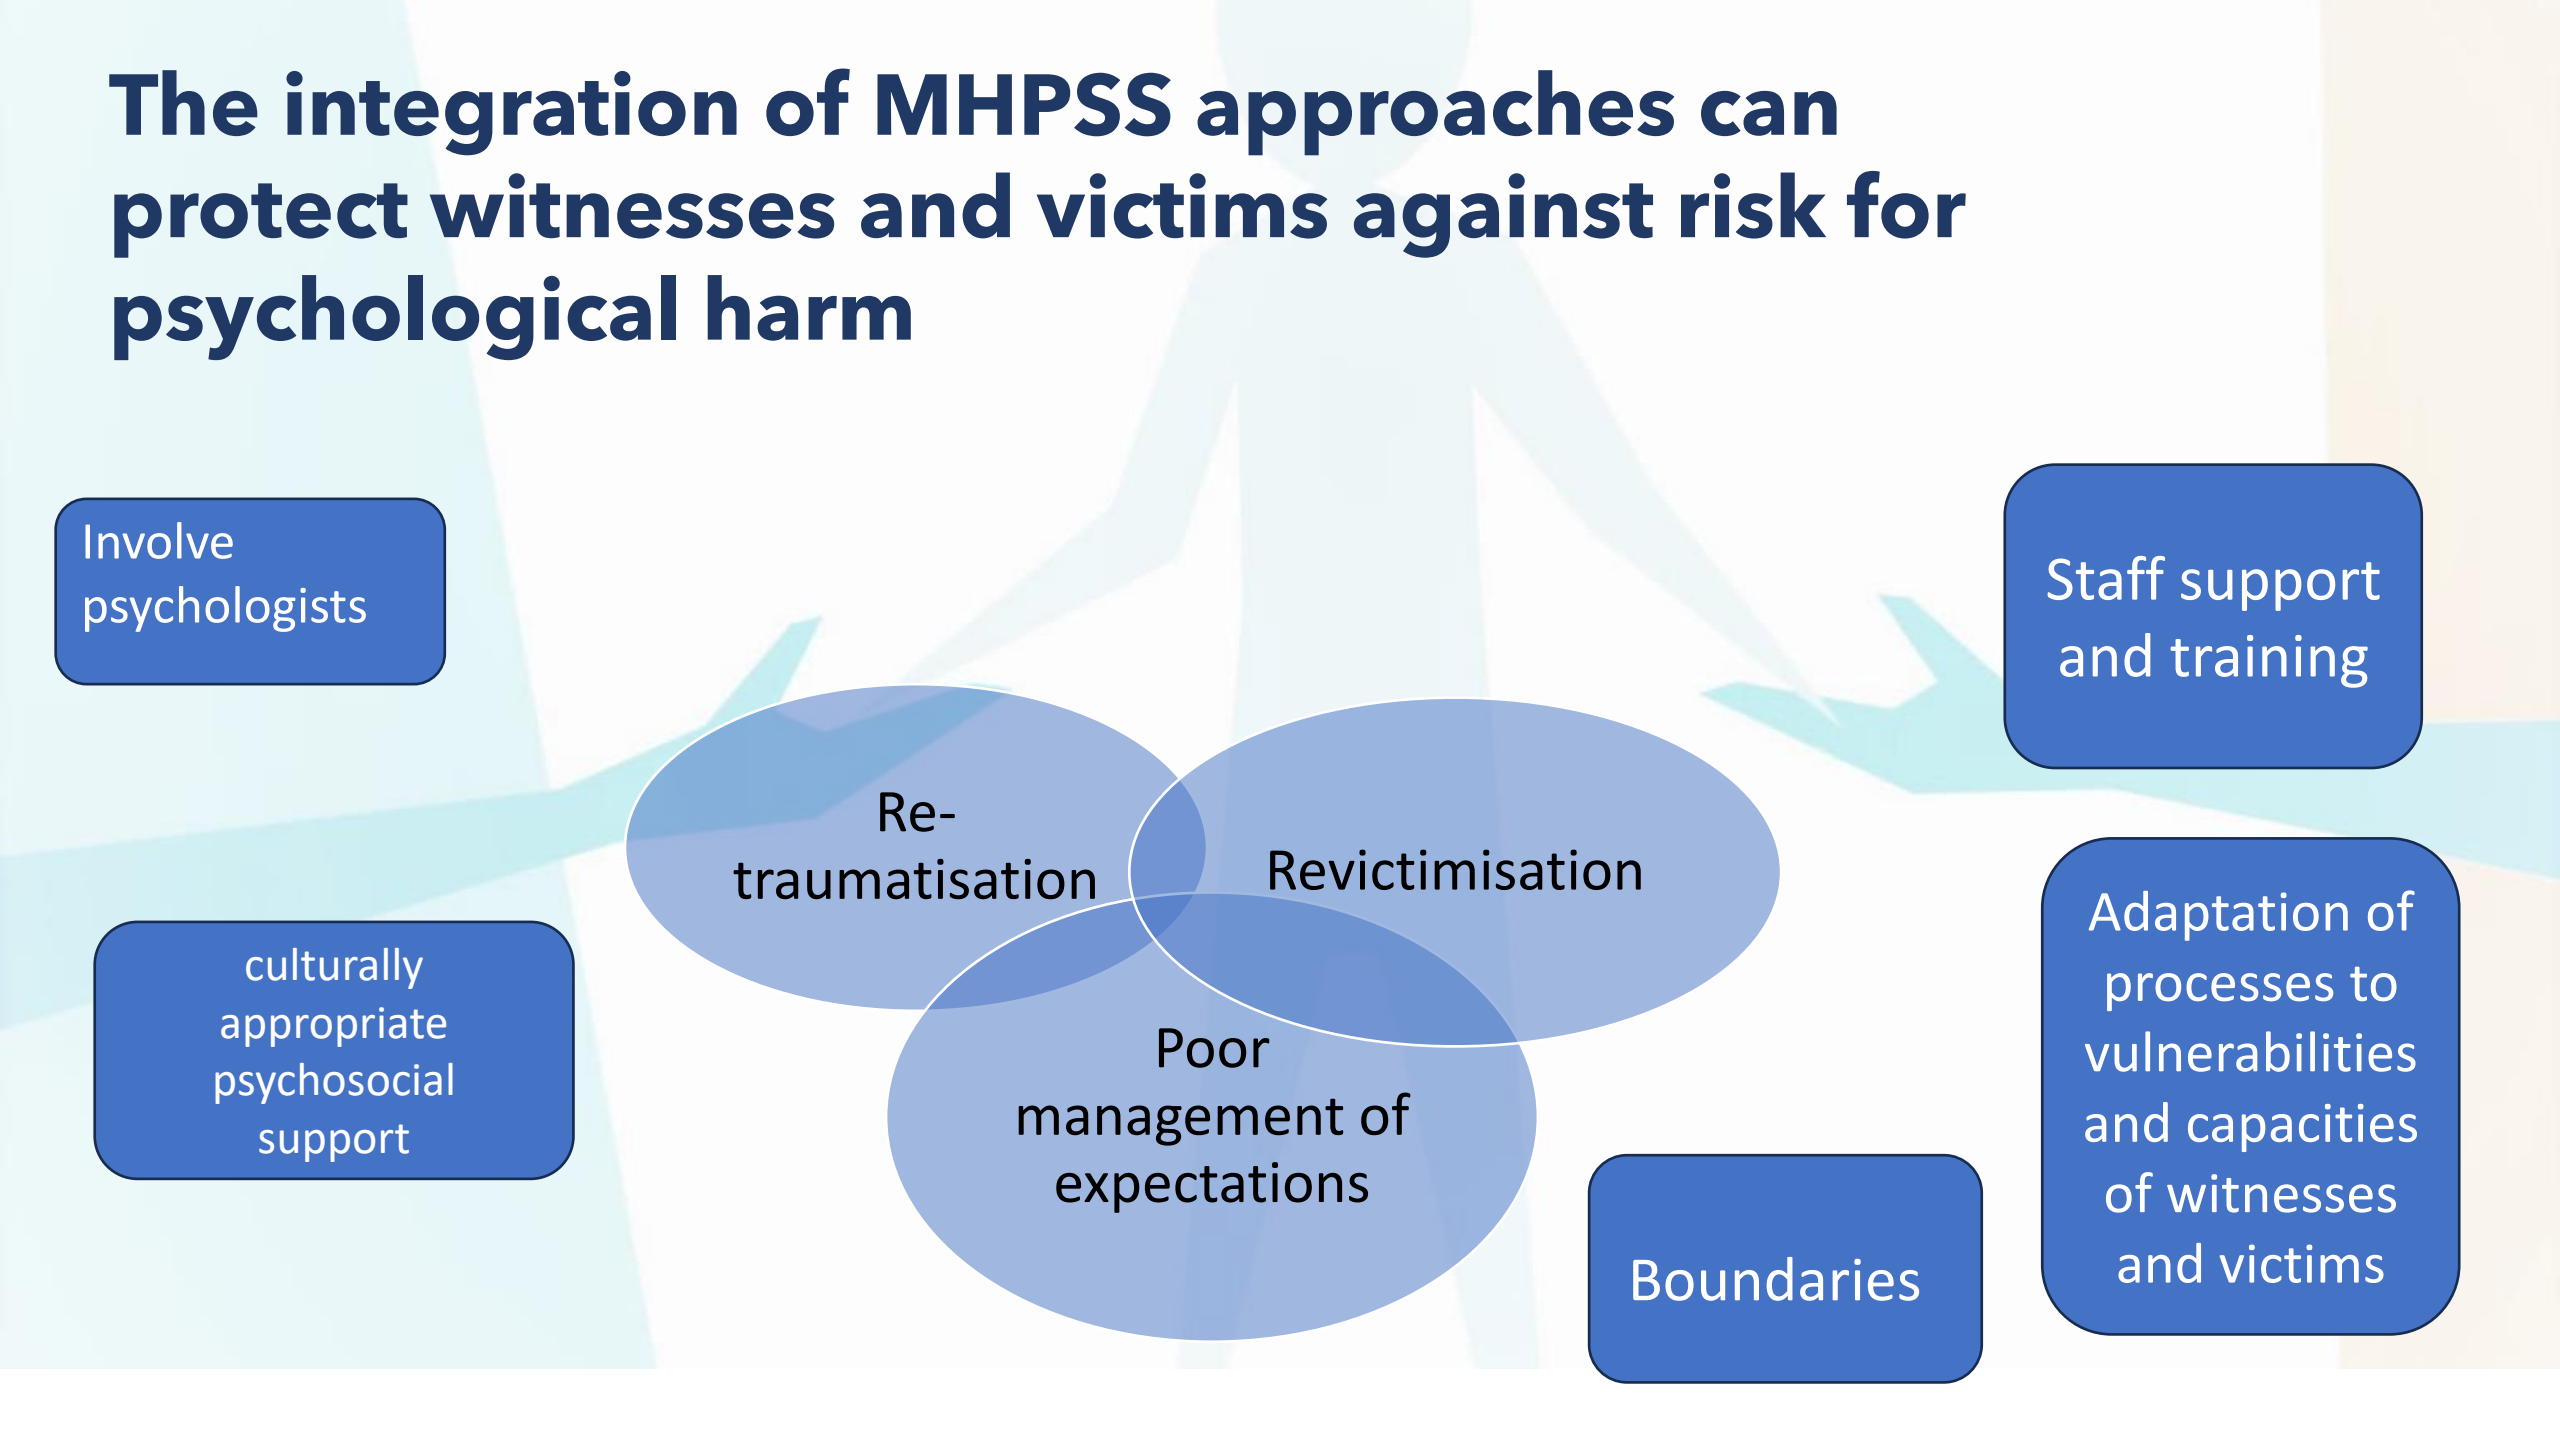 The integration of MHPSS approaches can
protect witnesses and victims against risk for
psychological harm
Involve
psychologists
culturally
appropriate
psychosocial
support
Re-
traumatisation
Revictimisation
Poor
management of
expectations
Staff support
and training
Adaptation of
processes to
vulnerabilities
and capacities
of witnesses
and victims
Boundaries